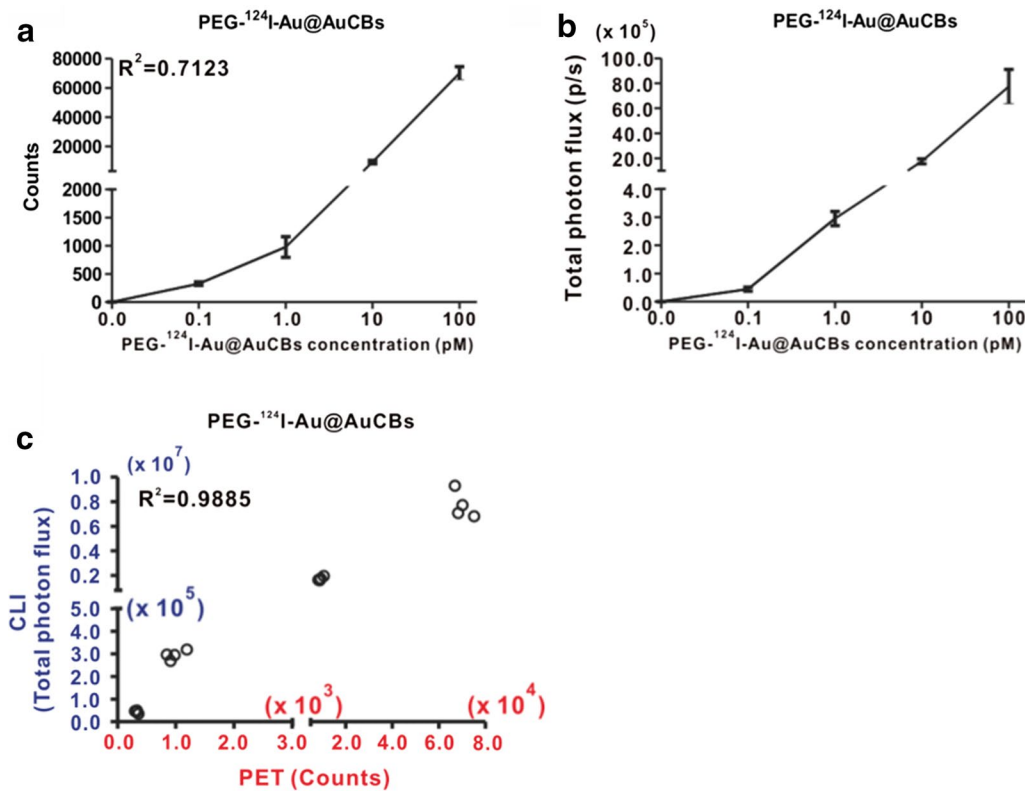 a
PEG-¹²⁴I-Au@AuCBs
R²=0.7123
Counts
80000
60000
40000
20000
2000
1500
1000
500
0
0.0 0.1 1.0 10 100
PEG-¹²⁴I-Au@AuCBs concentration (pM)
b
PEG-¹²⁴I-Au@AuCBs
(x 10⁵)
Total photon flux (p/s)
100.0
80.0
60.0
40.0
20.0
4.0
3.0
2.0
1.0
0.0
0.0 0.1 1.0 10 100
PEG-¹²⁴I-Au@AuCBs concentration (pM)
c
PEG-¹²⁴I-Au@AuCBs
(x 10⁷)
R²=0.9885
CLI
(Total photon flux)
1.0
0.8
0.6
0.4
0.2
(x 10⁵)
5.0
4.0
3.0
2.0
1.0
0.0
(x 10³) (x 10⁴)
0.0 1.0 2.0 3.0 2.0 4.0 6.0 8.0
PET (Counts)